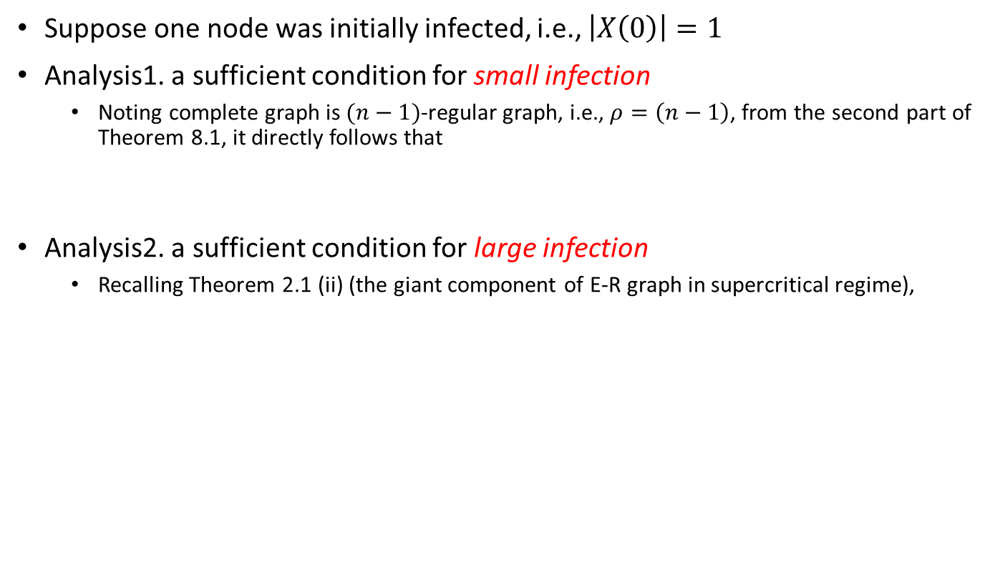 • Suppose one node was initially infected, i.e., |X(0)| = 1
• Analysis1. a sufficient condition for small infection
• Noting complete graph is (n − 1)-regular graph, i.e., ρ = (n − 1), from the second part of
Theorem 8.1, it directly follows that
• Analysis2. a sufficient condition for large infection
• Recalling Theorem 2.1 (ii) (the giant component of E-R graph in supercritical regime),